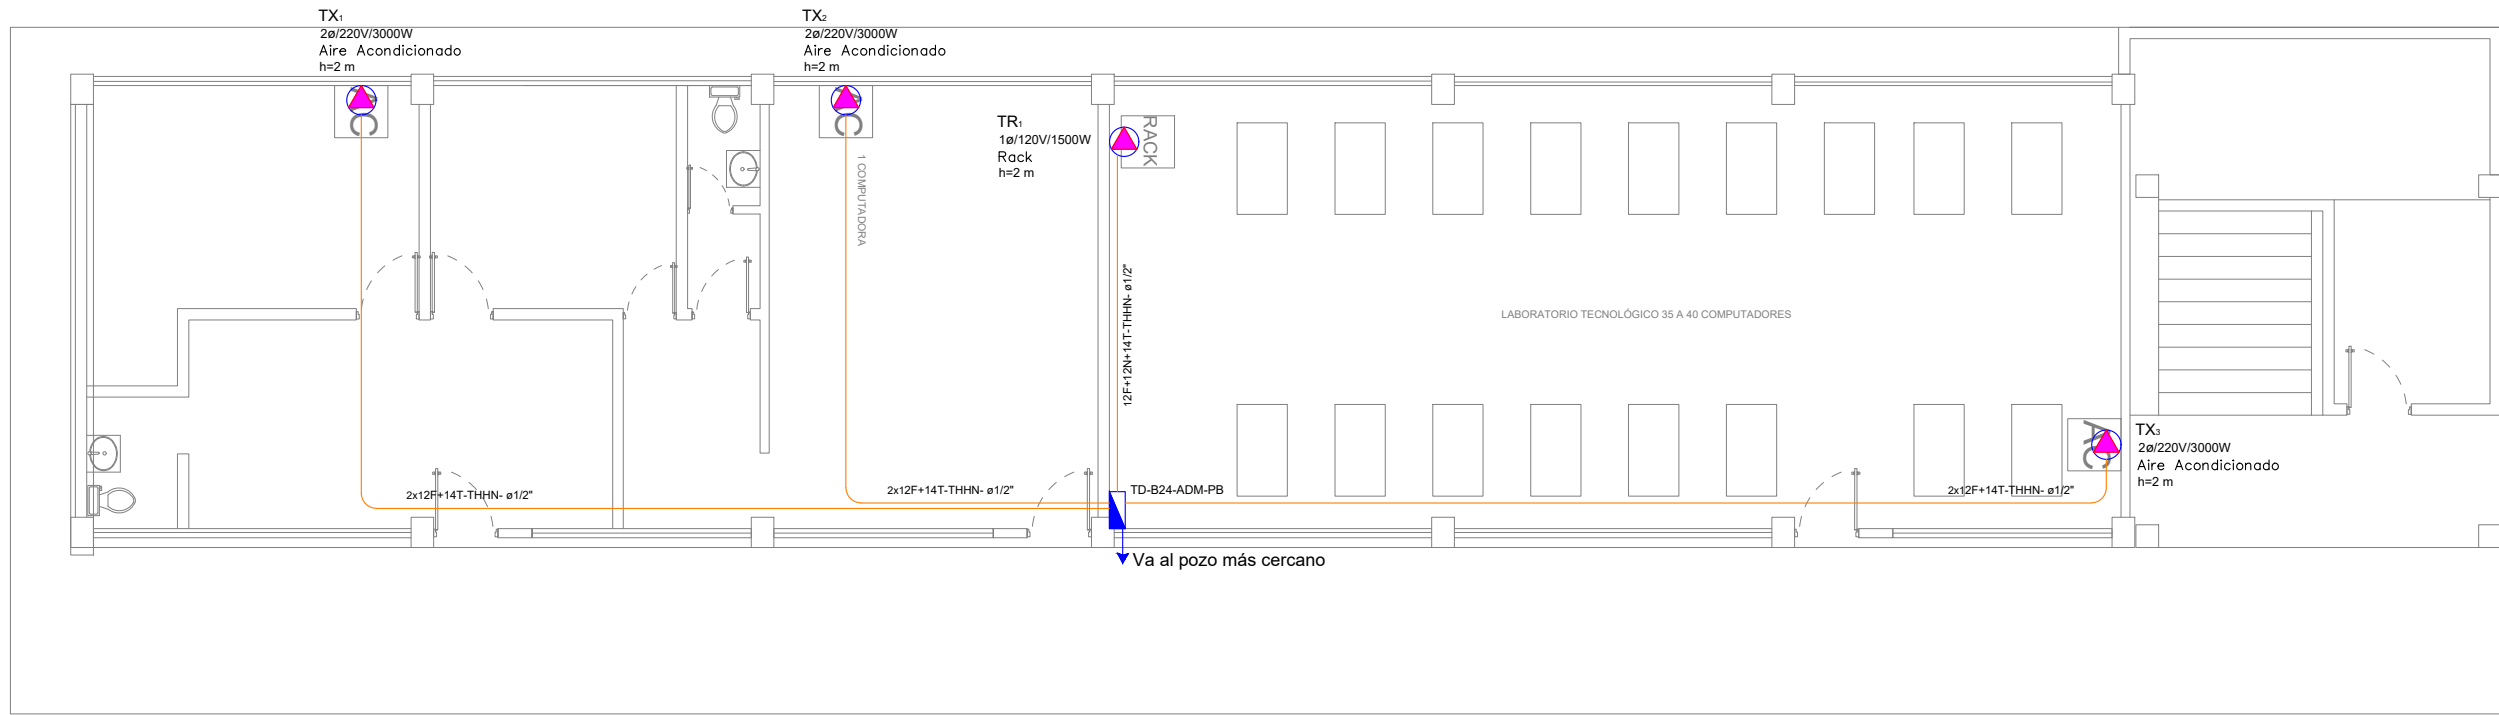 TX1
2ø/220V/3000W
Aire Acondicionado
h=2 m
TX2
2ø/220V/3000W
Aire Acondicionado
h=2 m
AC
AC
TR1
1ø/120V/1500W
Rack
h=2 m
RACK
1 COMPUTADORA
12F+12N+14T-THHN- ø1/2"
LABORATORIO TECNOLÓGICO 35 A 40 COMPUTADORES
AC
TX3
2ø/220V/3000W
Aire Acondicionado
h=2 m
2x12F+14T-THHN- ø1/2"
2x12F+14T-THHN- ø1/2"
TD-B24-ADM-PB
2x12F+14T-THHN- ø1/2"
Va al pozo más cercano